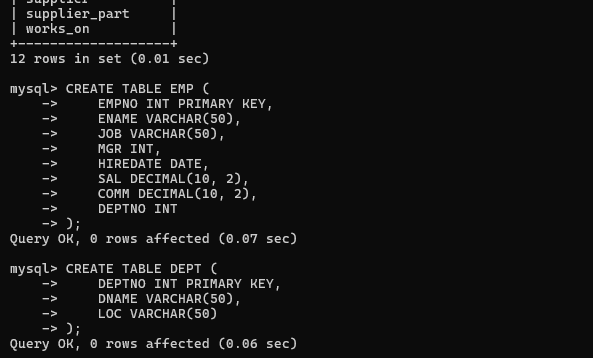 | supplier          |
| supplier_part     |
| works_on          |
+-------------------+
12 rows in set (0.01 sec)

mysql> CREATE TABLE EMP (
    ->     EMPNO INT PRIMARY KEY,
    ->     ENAME VARCHAR(50),
    ->     JOB VARCHAR(50),
    ->     MGR INT,
    ->     HIREDATE DATE,
    ->     SAL DECIMAL(10, 2),
    ->     COMM DECIMAL(10, 2),
    ->     DEPTNO INT
    -> );
Query OK, 0 rows affected (0.07 sec)

mysql> CREATE TABLE DEPT (
    ->     DEPTNO INT PRIMARY KEY,
    ->     DNAME VARCHAR(50),
    ->     LOC VARCHAR(50)
    -> );
Query OK, 0 rows affected (0.06 sec)